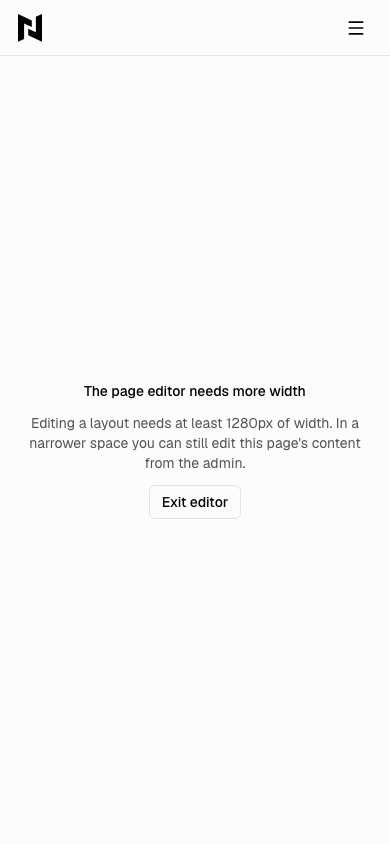 The page editor needs more width
Editing a layout needs at least 1280px of width. In a
narrower space you can still edit this page's content
from the admin.
Exit editor